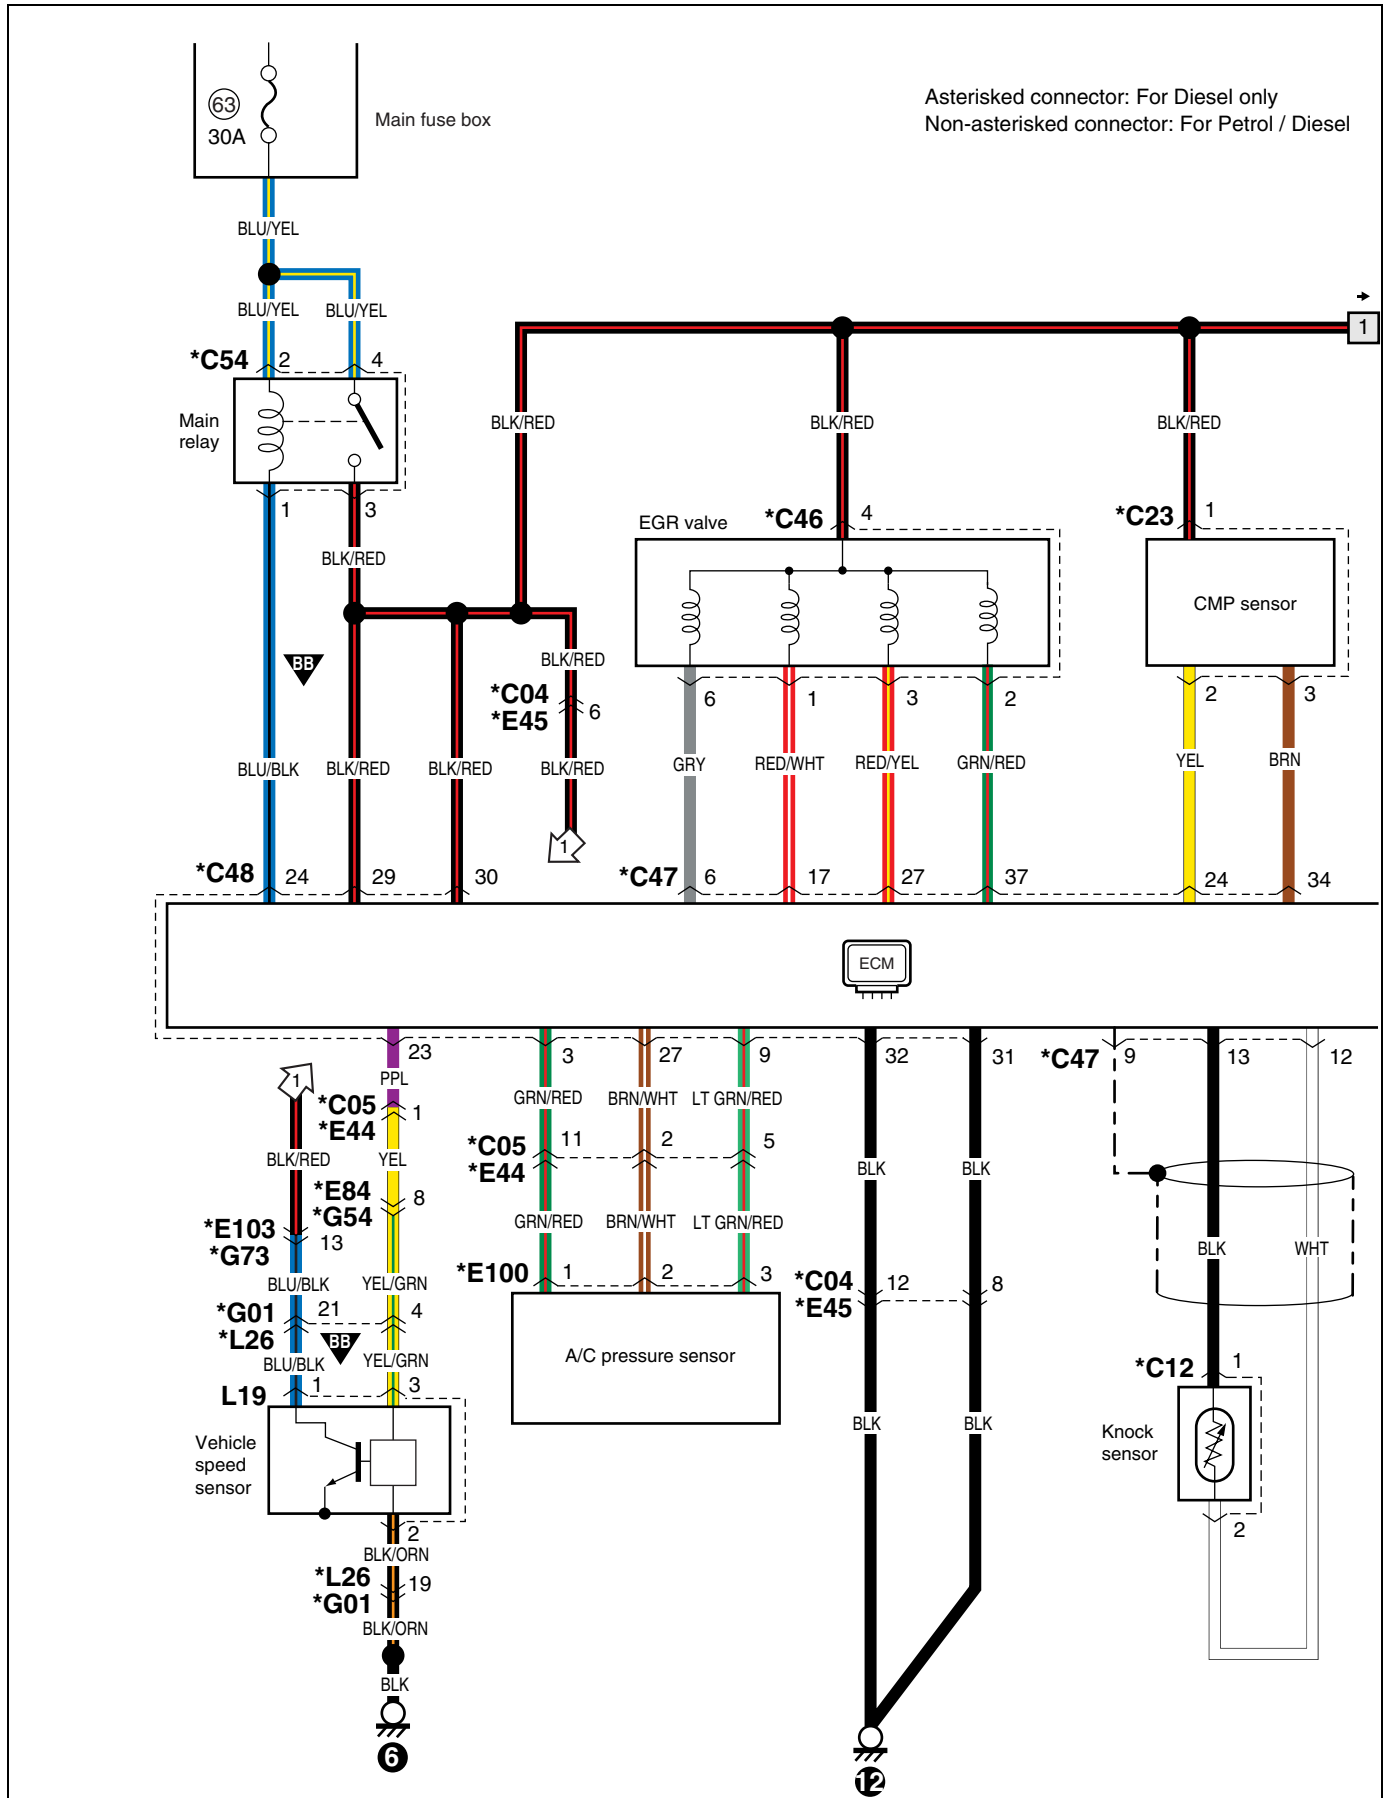 63
30A
Main fuse box
Asterisked connector: For Diesel only
Non-asterisked connector: For Petrol / Diesel
BLU/YEL
BLU/YEL
BLU/YEL
1
*C54
2
4
Main
relay
1
3
BLK/RED
BLK/RED
BLK/RED
BLK/RED
EGR valve
*C46
4
*C23
1
CMP sensor
BB
BLK/RED
*C04
*E45
6
6
1
3
2
2
3
BLU/BLK
BLK/RED
BLK/RED
BLK/RED
GRY
RED/WHT
RED/YEL
GRN/RED
YEL
BRN
1
*C48
24
29
30
*C47
6
17
27
37
24
34
ECM
23
3
27
9
32
31
*C47
9
13
12
1
PPL
*C05
*E44
1
GRN/RED
BRN/WHT
LT GRN/RED
BLK/RED
YEL
*C05
*E44
11
2
5
BLK
BLK
*E84
*G54
8
*E103
*G73
13
GRN/RED
BRN/WHT
LT GRN/RED
BLK
WHT
BLU/BLK
YEL/GRN
*E100
1
2
3
*C04
*E45
12
8
*G01
*L26
21
4
BB
BLU/BLK
YEL/GRN
A/C pressure sensor
*C12
1
L19
1
3
Vehicle
speed
sensor
BLK
BLK
Knock
sensor
2
2
BLK/ORN
*L26
*G01
19
BLK/ORN
BLK
6
12